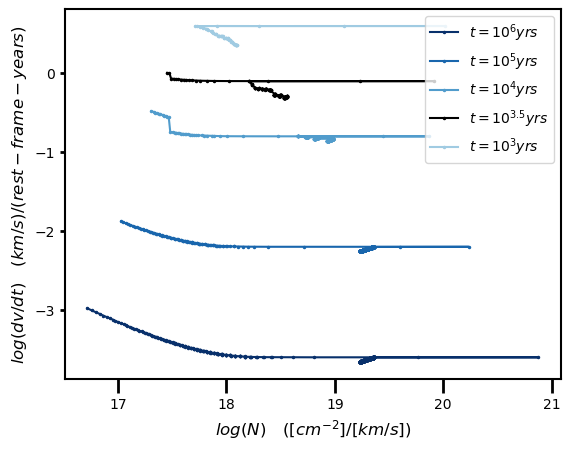 log(dv/dt) (km/s)/(rest − frame − years)
0
−1
−2
−3
t = 10^6 yrs
t = 10^5 yrs
t = 10^4 yrs
t = 10^3.5 yrs
t = 10^3 yrs
17 18 19 20 21
log(N) ([cm^−2]/[km/s])